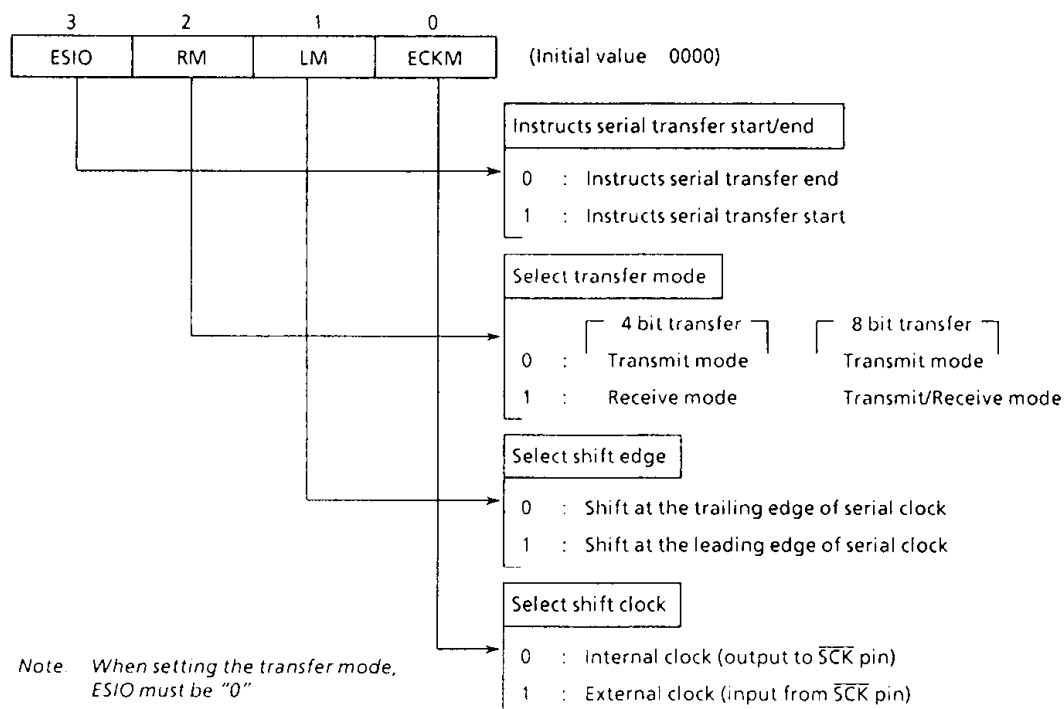 3 2 1 0
ESIO RM LM ECKM (Initial value 0000)
Instructs serial transfer start/end
0 : Instructs serial transfer end
1 : Instructs serial transfer start
Select transfer mode
4 bit transfer 8 bit transfer
0 : Transmit mode Transmit mode
1 : Receive mode Transmit/Receive mode
Select shift edge
0 : Shift at the trailing edge of serial clock
1 : Shift at the leading edge of serial clock
Select shift clock
0 : Internal clock (output to S̅C̅K̅ pin)
1 : External clock (input from S̅C̅K̅ pin)
Note. When setting the transfer mode,
ESIO must be "0"